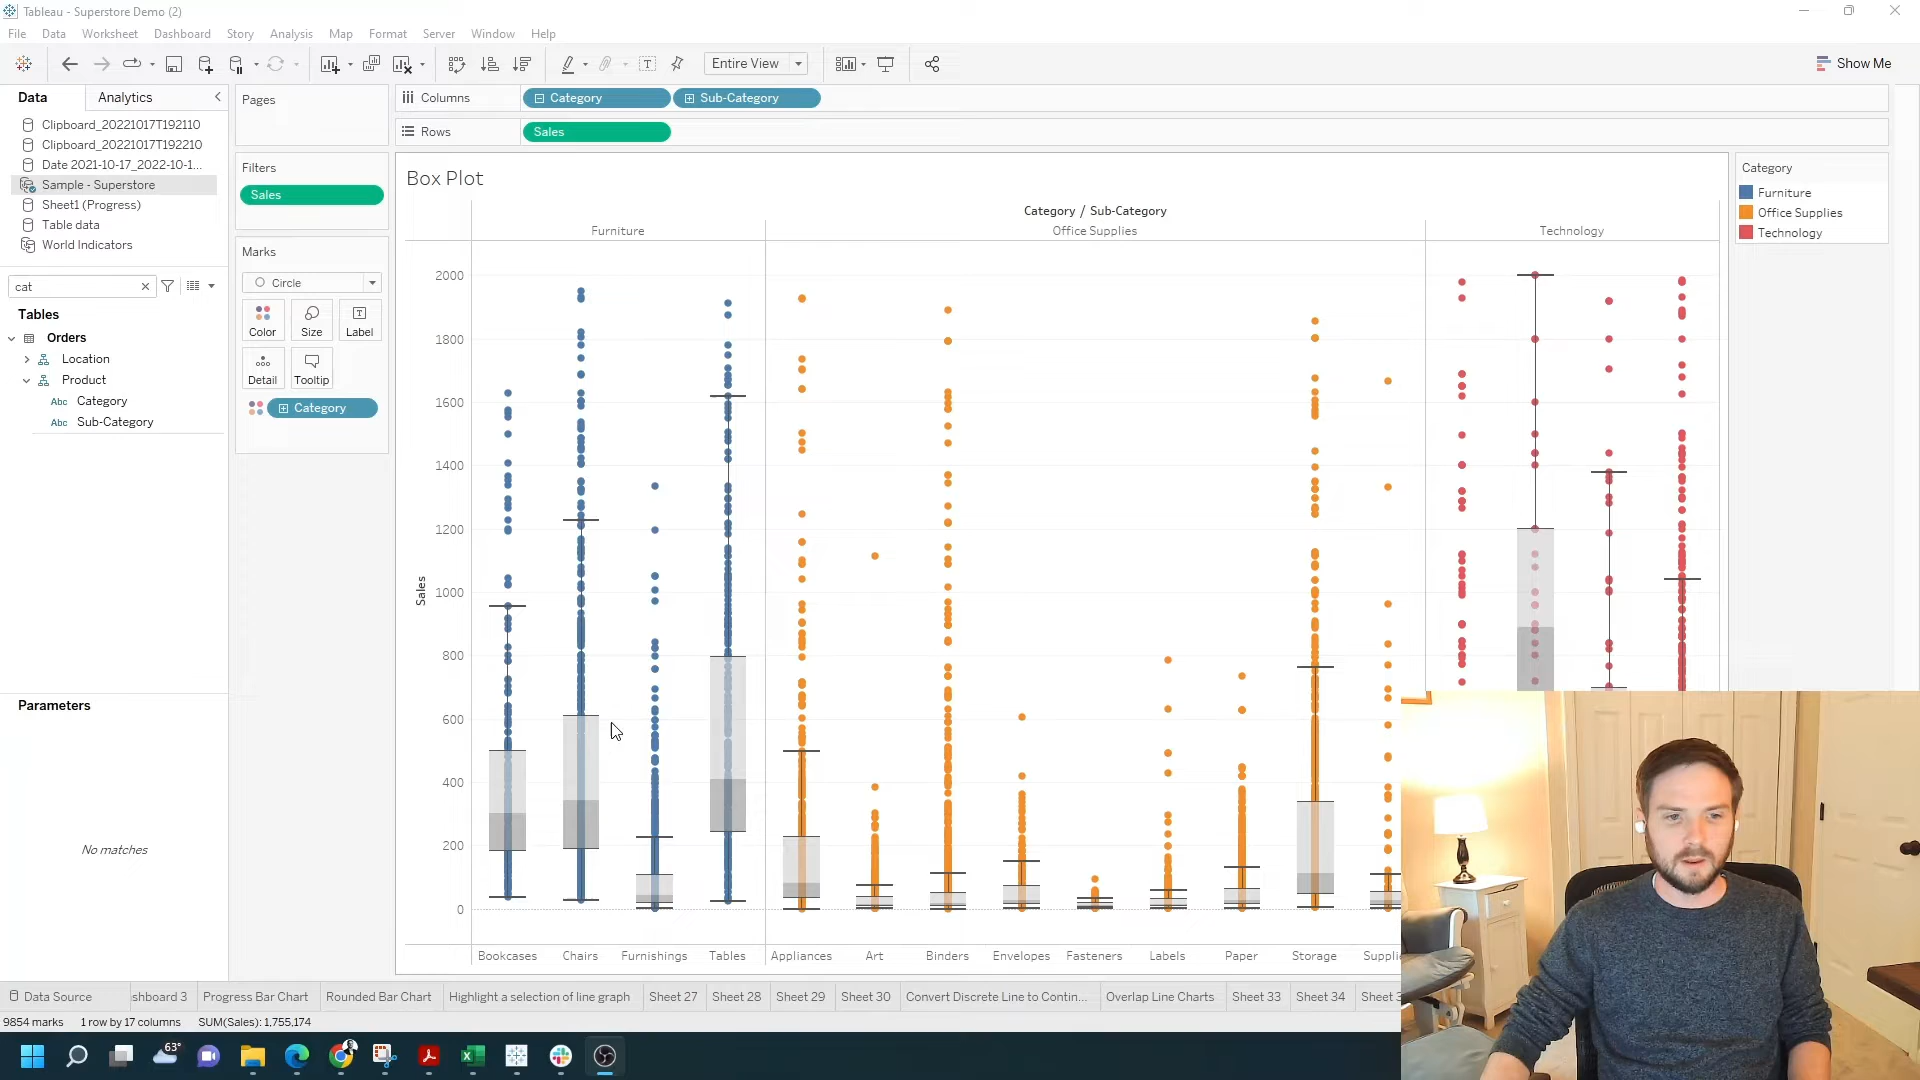 Tableau - Superstore Demo (2)
File Data Worksheet Dashboard Story Analysis Map Format Server Window Help
Entire View
Show Me
Data Analytics
Pages
Columns Category Sub-Category
Rows Sales
Clipboard_20221017T192110
Clipboard_20221017T192210
Date 2021-10-17_2022-10-1...
Sample - Superstore
Sheet1 (Progress)
Table data
World Indicators
cat
Tables
Orders
Location
Product
Abc Category
Abc Sub-Category
Parameters
No matches
Filters
Sales
Marks
Circle
Color Size Label
Detail Tooltip
Category
Box Plot
Category / Sub-Category
Furniture Office Supplies Technology
Sales
2000
1800
1600
1400
1200
1000
800
600
400
200
0
Bookcases Chairs Furnishings Tables Appliances Art Binders Envelopes Fasteners Labels Paper Storage Supplie
Category
Furniture
Office Supplies
Technology
Data Source shboard 3 Progress Bar Chart Rounded Bar Chart Highlight a selection of line graph Sheet 27 Sheet 28 Sheet 29 Sheet 30 Convert Discrete Line to Contin... Overlap Line Charts Sheet 33 Sheet 34 Sheet 3
9854 marks 1 row by 17 columns SUM(Sales): 1,755,174
63°